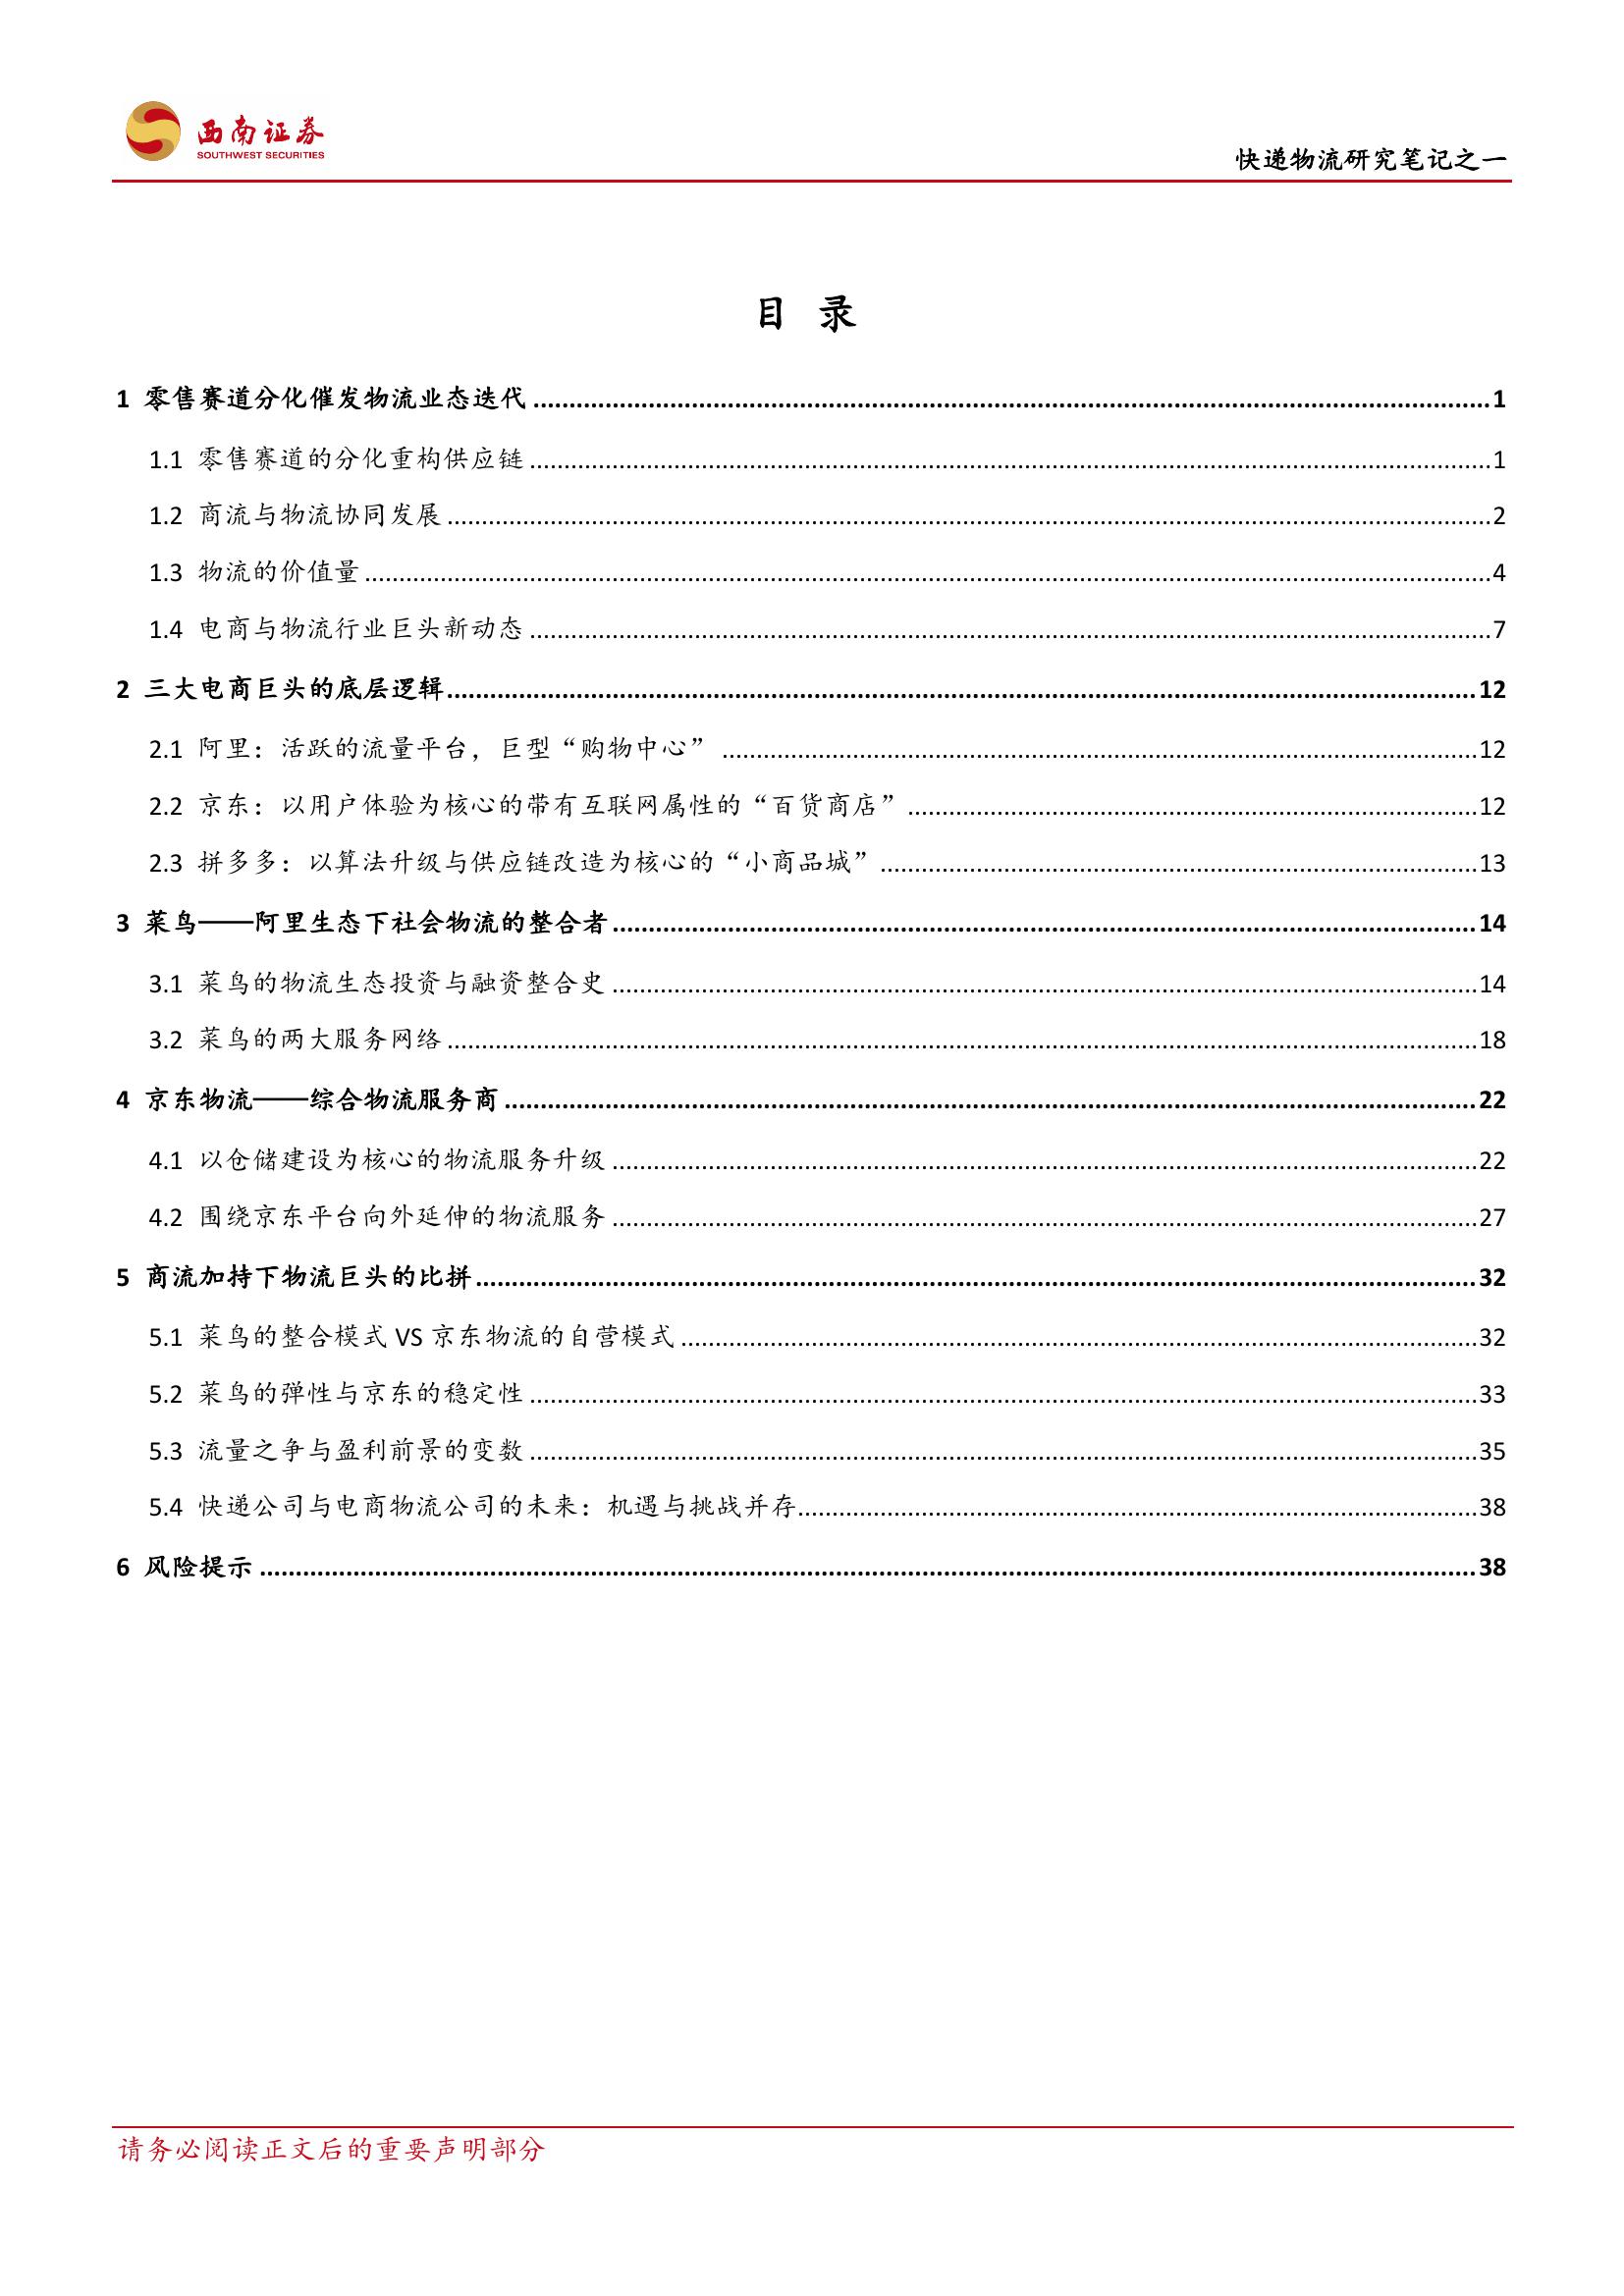 西南证券
SOUTHWEST SECURITIES
快递物流研究笔记之一
目 录
1 零售赛道分化催发物流业态迭代 1
1.1 零售赛道的分化重构供应链 1
1.2 商流与物流协同发展 2
1.3 物流的价值量 4
1.4 电商与物流行业巨头新动态 7
2 三大电商巨头的底层逻辑 12
2.1 阿里：活跃的流量平台，巨型“购物中心” 12
2.2 京东：以用户体验为核心的带有互联网属性的“百货商店” 12
2.3 拼多多：以算法升级与供应链改造为核心的“小商品城” 13
3 菜鸟——阿里生态下社会物流的整合者 14
3.1 菜鸟的物流生态投资与融资整合史 14
3.2 菜鸟的两大服务网络 18
4 京东物流——综合物流服务商 22
4.1 以仓储建设为核心的物流服务升级 22
4.2 围绕京东平台向外延伸的物流服务 27
5 商流加持下物流巨头的比拼 32
5.1 菜鸟的整合模式 VS 京东物流的自营模式 32
5.2 菜鸟的弹性与京东的稳定性 33
5.3 流量之争与盈利前景的变数 35
5.4 快递公司与电商物流公司的未来：机遇与挑战并存 38
6 风险提示 38
请务必阅读正文后的重要声明部分